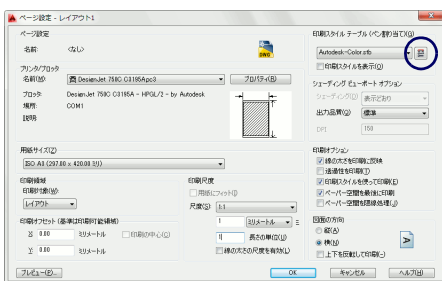 ページ設定 - レイアウト1
ページ設定
名前: <なし>
DWG
プリンタ/プロッタ
名前(M): DesignJet 750C C3195A.pc3
プロパティ(R)
プロッタ: DesignJet 750C C3195A - HPGL/2 - by Autodesk
場所: COM1
説明:
用紙サイズ(Z)
ISO A3 (297.00 x 420.00 ミリ)
印刷領域
印刷対象(W):
レイアウト
印刷オフセット (基準は印刷可能領域)
X: 0.00 ミリメートル
印刷の中心(C)
Y: 0.00 ミリメートル
印刷尺度
用紙にフィット(I)
尺度(S): 1:1
1 ミリメートル =
1 長さの単位(U)
線の太さの尺度を有効(L)
印刷スタイル テーブル (ペン割り当て)(G)
Autodesk-Color.stb
印刷スタイルを表示(O)
シェーディング ビューポート オプション
シェーディング(D) 表示どおり
出力品質(Q) 標準
DPI 150
印刷オプション
線の太さを印刷に反映
透過性を印刷(T)
印刷スタイルを使って印刷(E)
ペーパー空間を最後に印刷
ペーパー空間を隠線処理(J)
図面の方向
縦(A)
横(N)
上下を反転して印刷(-)
プレビュー(P)...
OK
キャンセル
ヘルプ(H)